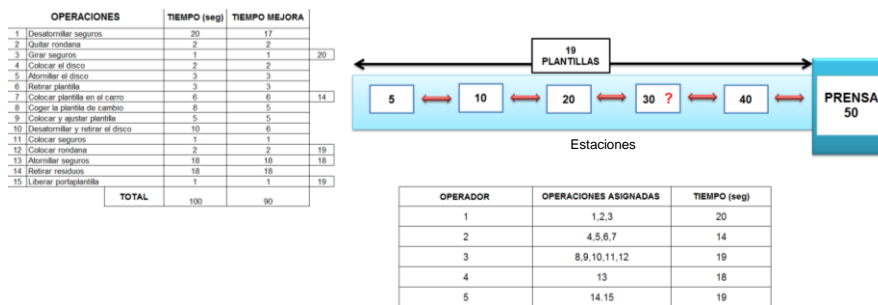 OPERACIONES TIEMPO (seg) TIEMPO MEJORA
1 Desatornillar seguros 20 17
2 Quitar rondana 2 2
3 Girar seguros 1 1 20
4 Colocar el disco 2 2
5 Atornillar el disco 3 3
6 Retirar plantilla 3 3
7 Colocar plantilla en el carro 6 6 14
8 Coger la plantila de cambio 8 5
9 Colocar y ajustar plantilla 5 5
10 Desatornillar y retirar el disco 10 6
11 Colocar seguros 1 1
12 Colocar rondana 2 2 19
13 Atornillar seguros 18 18 18
14 Retirar residuos 18 18
15 Liberar portaplantilla 1 1 19
TOTAL 100 90
19
PLANTILLAS
5 10 20 30 ? 40
PRENSA
50
Estaciones
OPERADOR OPERACIONES ASIGNADAS TIEMPO (seg)
1 1,2,3 20
2 4,5,6,7 14
3 8,9,10,11,12 19
4 13 18
5 14.15 19